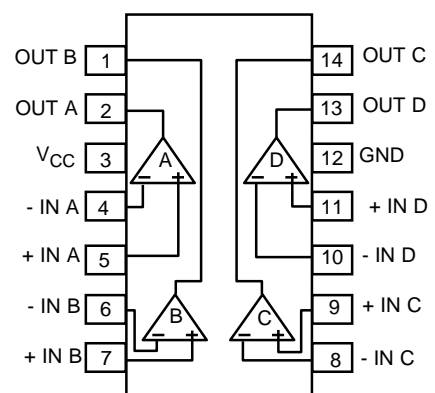 OUT B 1 14 OUT C
OUT A 2 13 OUT D
VCC 3 A D 12 GND
- + - +
- IN A 4 11 + IN D
+ IN A 5 10 - IN D
- IN B 6 B C 9 + IN C
- + - +
+ IN B 7 8 - IN C